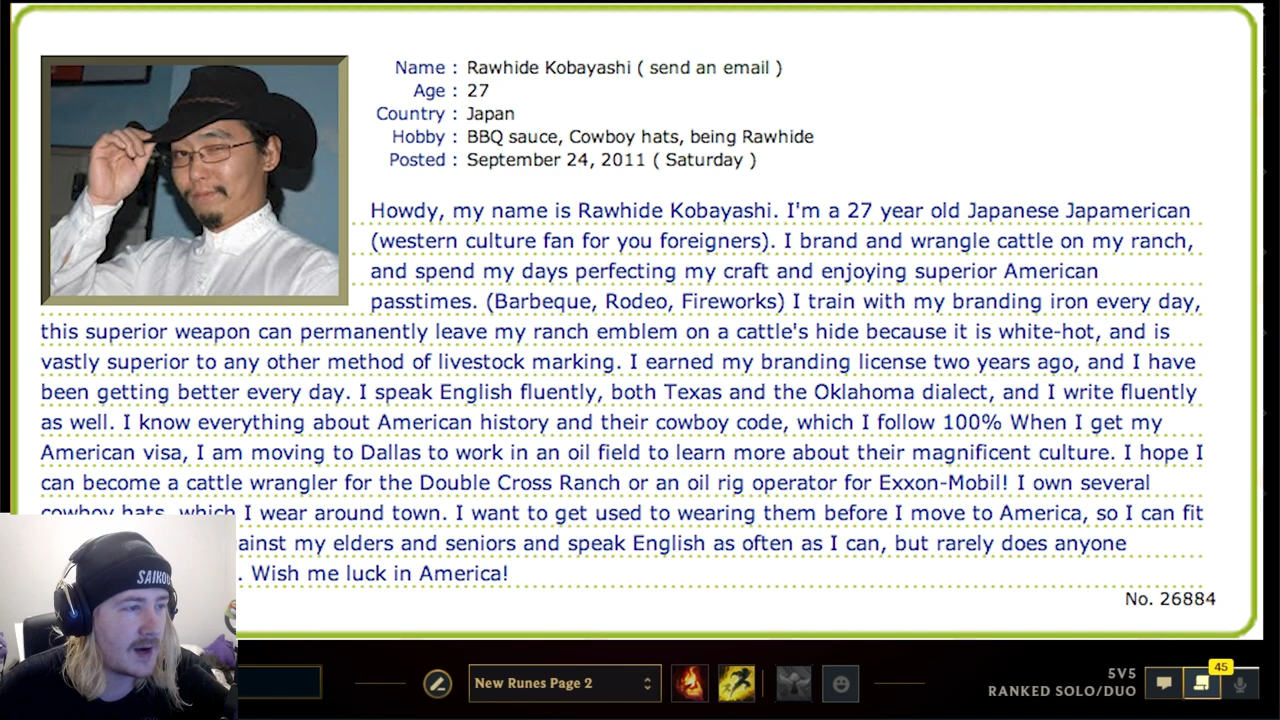 Name : Rawhide Kobayashi ( send an email )
Age : 27
Country : Japan
Hobby : BBQ sauce, Cowboy hats, being Rawhide
Posted : September 24, 2011 ( Saturday )
Howdy, my name is Rawhide Kobayashi. I'm a 27 year old Japanese Japamerican
(western culture fan for you foreigners). I brand and wrangle cattle on my ranch,
and spend my days perfecting my craft and enjoying superior American
passtimes. (Barbeque, Rodeo, Fireworks) I train with my branding iron every day,
this superior weapon can permanently leave my ranch emblem on a cattle's hide because it is white-hot, and is
vastly superior to any other method of livestock marking. I earned my branding license two years ago, and I have
been getting better every day. I speak English fluently, both Texas and the Oklahoma dialect, and I write fluently
as well. I know everything about American history and their cowboy code, which I follow 100% When I get my
American visa, I am moving to Dallas to work in an oil field to learn more about their magnificent culture. I hope I
can become a cattle wrangler for the Double Cross Ranch or an oil rig operator for Exxon-Mobil! I own several
cowboy hats, which I wear around town. I want to get used to wearing them before I move to America, so I can fit
my elders and seniors and speak English as often as I can, but rarely does anyone
. Wish me luck in America!
No. 26884
New Runes Page 2
5V5
RANKED SOLO/DUO
45